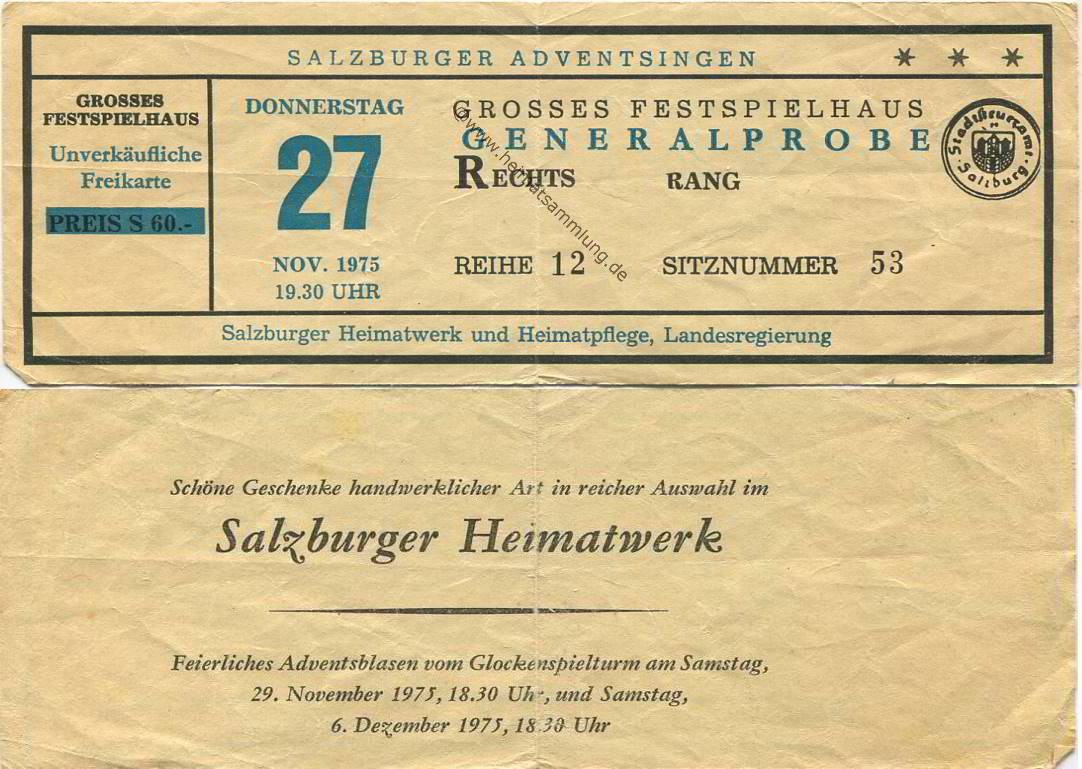 SALZBURGER ADVENTSINGEN * * *
GROSSES
FESTSPIELHAUS
Unverkäufliche
Freikarte
PREIS S 60.-
DONNERSTAG
27
NOV. 1975
19.30 UHR
GROSSES FESTSPIELHAUS
GENERALPROBE
RECHTS RANG
REIHE 12 SITZNUMMER 53
Stadtsteueramt
Salzburg
Salzburger Heimatwerk und Heimatpflege, Landesregierung
©www.heimatsammlung.de
Schöne Geschenke handwerklicher Art in reicher Auswahl im
Salzburger Heimatwerk
Feierliches Adventsblasen vom Glockenspielturm am Samstag,
29. November 1975, 18.30 Uhr, und Samstag,
6. Dezember 1975, 18.30 Uhr